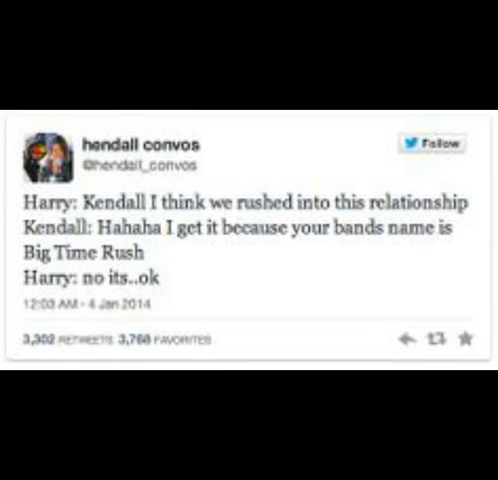 hendall convos
@hendall_convos
Follow
Harry: Kendall I think we rushed into this relationship
Kendall: Hahaha I get it because your bands name is
Big Time Rush
Harry: no its..ok
12:03 AM - 4 Jan 2014
3,302 RETWEETS 3,768 FAVORITES